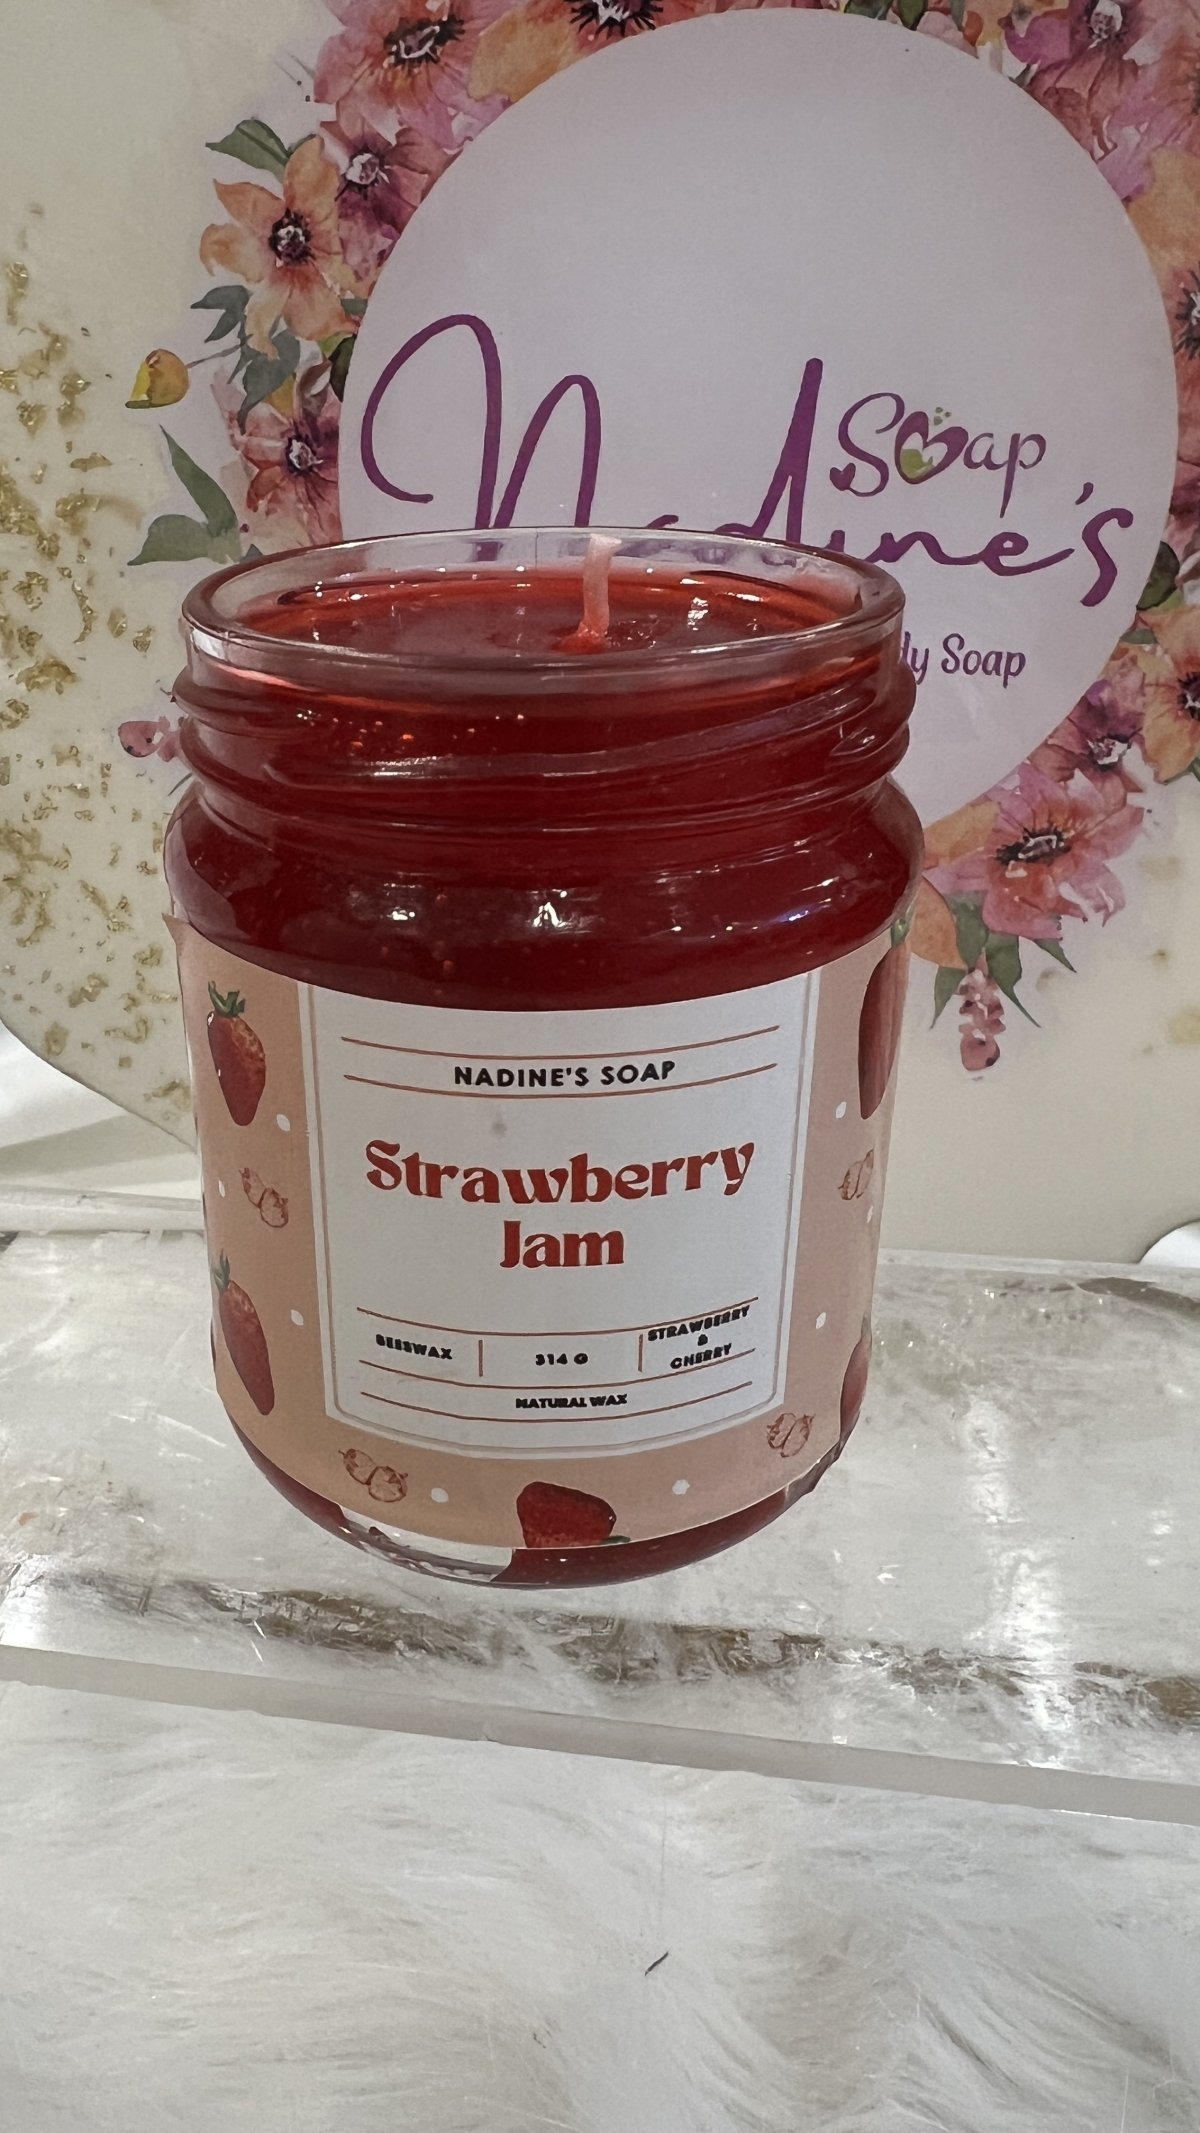 Soap
Nadine's
dy Soap
NADINE'S SOAP
Strawberry
Jam
BEESWAX
314 G
STRAWBERRY
&
CHERRY
NATURAL WAX